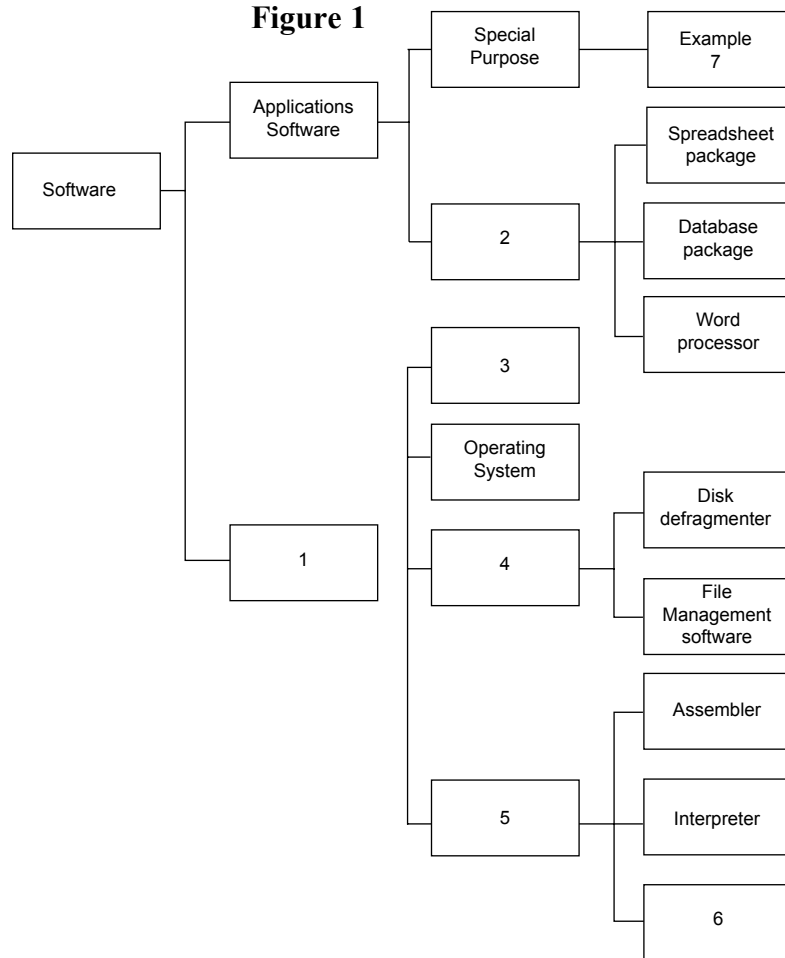 Figure 1
Special
Purpose
Example
7
Applications
Software
Spreadsheet
package
Software
2
Database
package
Word
processor
3
Operating
System
Disk
defragmenter
1
4
File
Management
software
Assembler
5
Interpreter
6